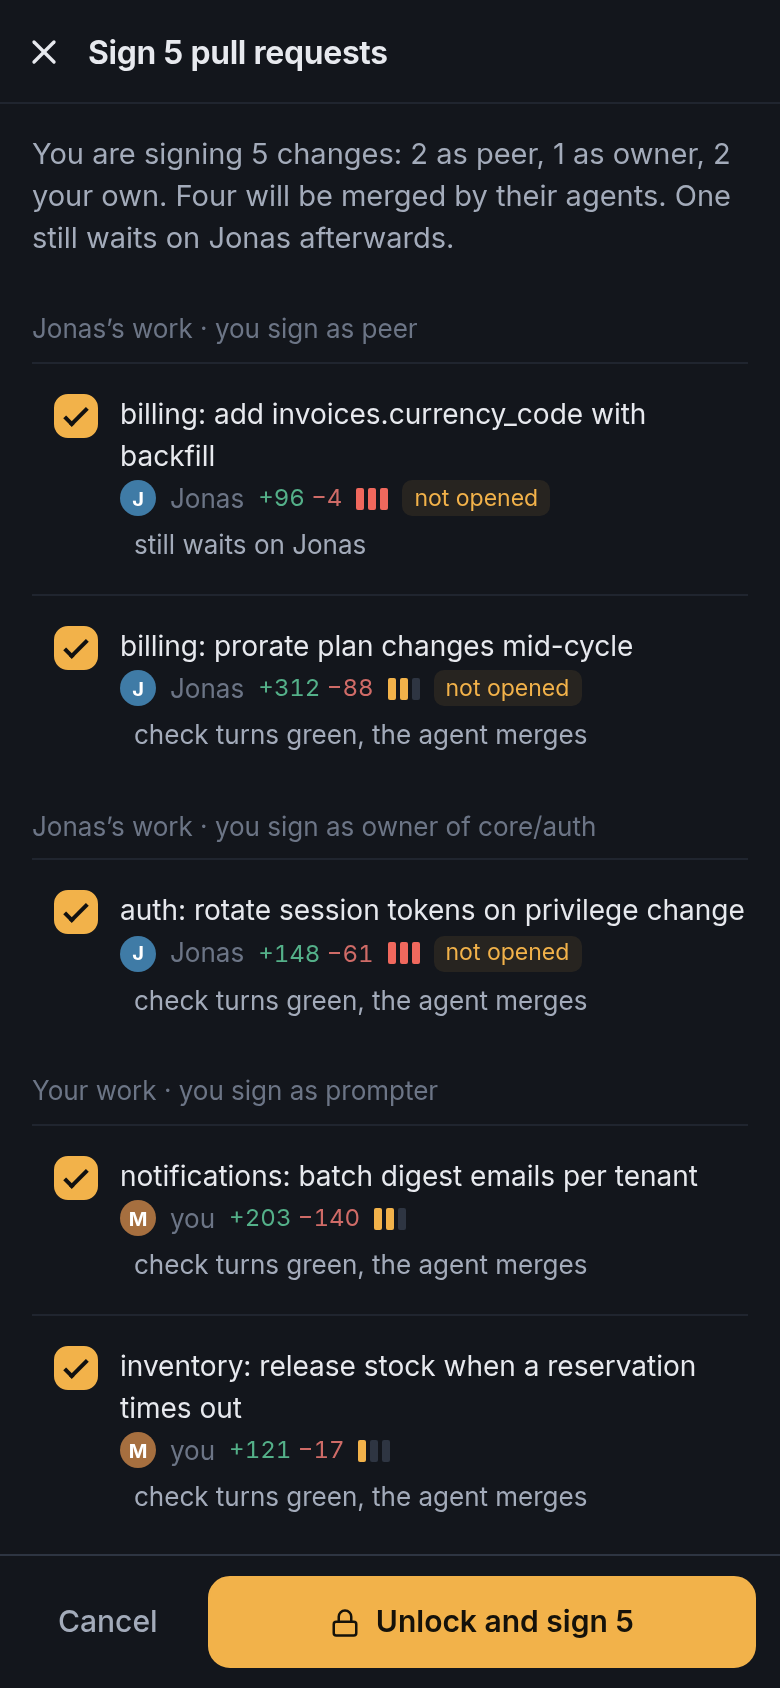 Sign 5 pull requests
You are signing 5 changes: 2 as peer, 1 as owner, 2
your own. Four will be merged by their agents. One
still waits on Jonas afterwards.
Jonas’s work · you sign as peer
billing: add invoices.currency_code with
backfill
J Jonas +96 −4 not opened
still waits on Jonas
billing: prorate plan changes mid-cycle
J Jonas +312 −88 not opened
check turns green, the agent merges
Jonas’s work · you sign as owner of core/auth
auth: rotate session tokens on privilege change
J Jonas +148 −61 not opened
check turns green, the agent merges
Your work · you sign as prompter
notifications: batch digest emails per tenant
M you +203 −140
check turns green, the agent merges
inventory: release stock when a reservation
times out
M you +121 −17
check turns green, the agent merges
Cancel Unlock and sign 5